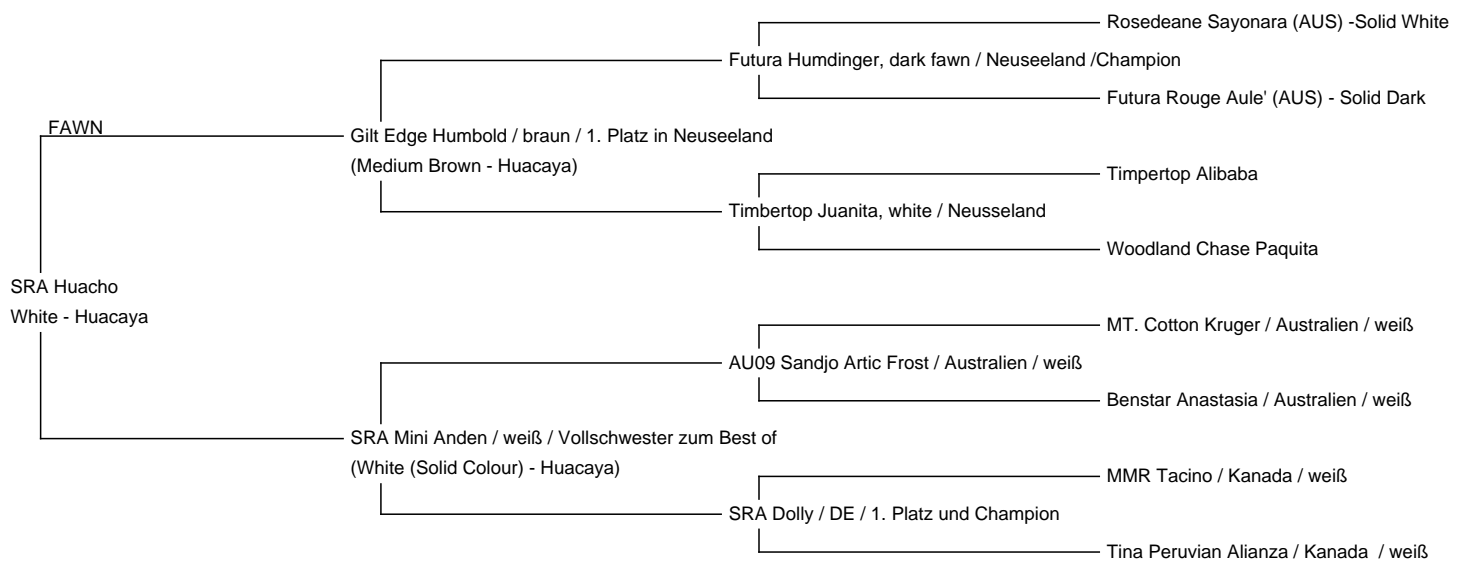 Rosedeane Sayonara (AUS) -Solid White
Futura Humdinger, dark fawn / Neuseeland /Champion
Futura Rouge Aule' (AUS) - Solid Dark
FAWN
Gilt Edge Humbold / braun / 1. Platz in Neuseeland
(Medium Brown - Huacaya)
Timpertop Alibaba
Timbertop Juanita, white / Neusseland
Woodland Chase Paquita
SRA Huacho
White - Huacaya
MT. Cotton Kruger / Australien / weiß
AU09 Sandjo Artic Frost / Australien / weiß
Benstar Anastasia / Australien / weiß
SRA Mini Anden / weiß / Vollschwester zum Best of
(White (Solid Colour) - Huacaya)
MMR Tacino / Kanada / weiß
SRA Dolly / DE / 1. Platz und Champion
Tina Peruvian Alianza / Kanada / weiß